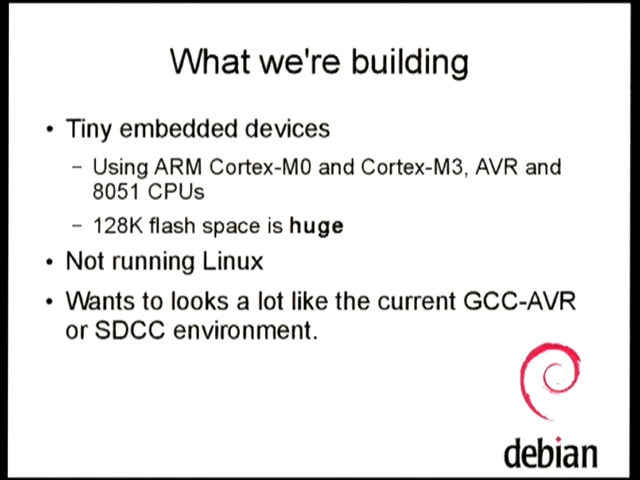 What we're building
• Tiny embedded devices
– Using ARM Cortex-M0 and Cortex-M3, AVR and
8051 CPUs
– 128K flash space is huge
• Not running Linux
• Wants to looks a lot like the current GCC-AVR
or SDCC environment.
debian